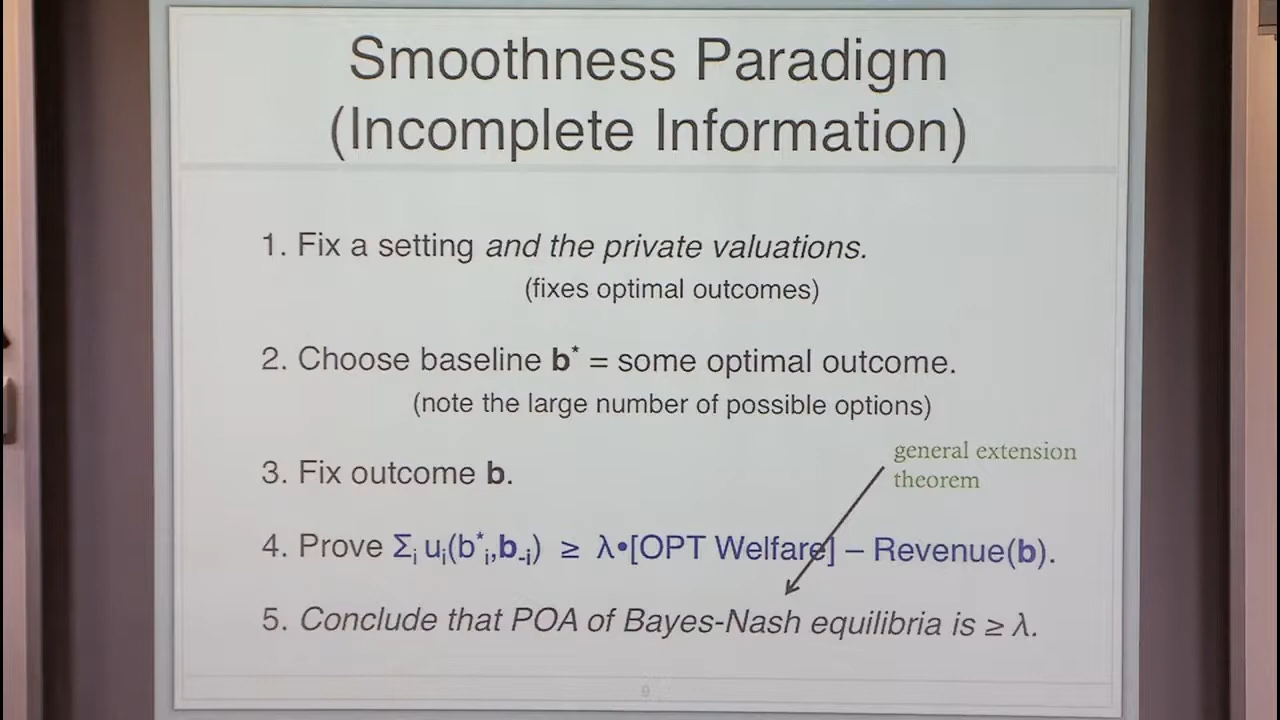 Smoothness Paradigm
(Incomplete Information)
1. Fix a setting and the private valuations.
(fixes optimal outcomes)
2. Choose baseline b* = some optimal outcome.
(note the large number of possible options)
general extension
theorem
3. Fix outcome b.
4. Prove Σi ui(b*i,b-i) ≥ λ•[OPT Welfare] – Revenue(b).
5. Conclude that POA of Bayes-Nash equilibria is ≥ λ.
9